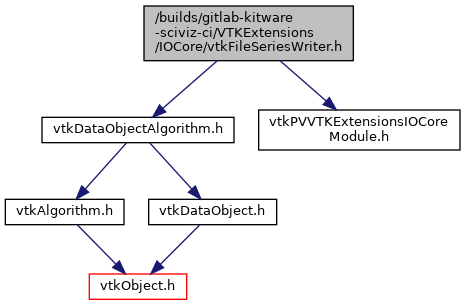 /builds/gitlab-kitware
-sciviz-ci/VTKExtensions
/IOCore/vtkFileSeriesWriter.h
vtkDataObjectAlgorithm.h
vtkPVVTKExtensionsIOCore
Module.h
vtkAlgorithm.h
vtkDataObject.h
vtkObject.h